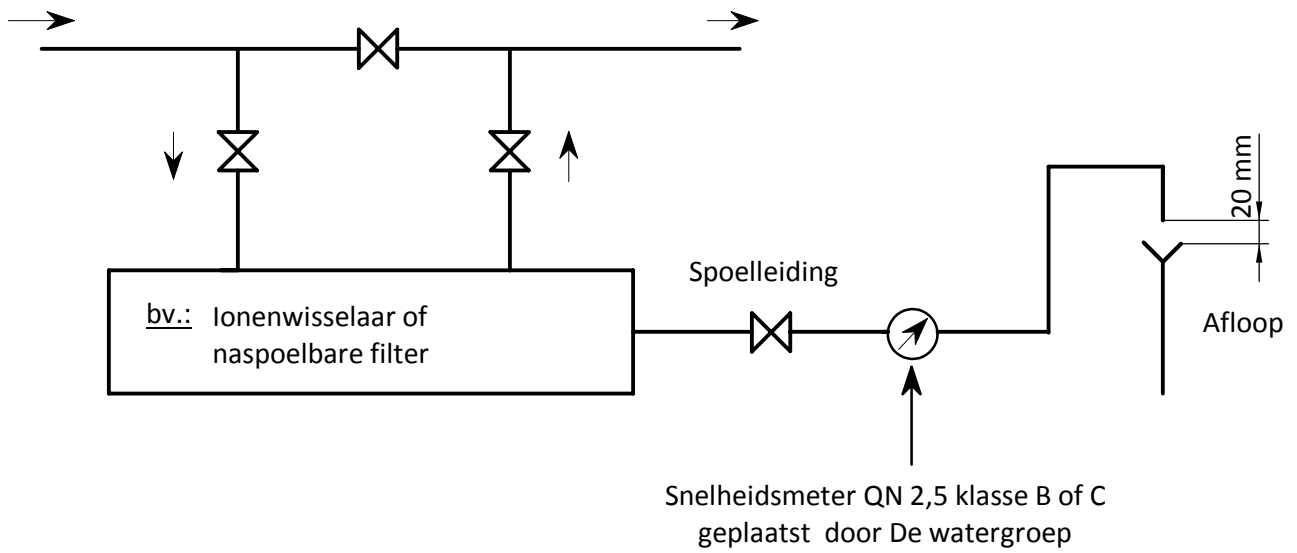 20 mm
Spoelleiding
bv.: Ionenwisselaar of
naspoelbare filter
Afloop
Snelheidsmeter QN 2,5 klasse B of C
geplaatst door De watergroep